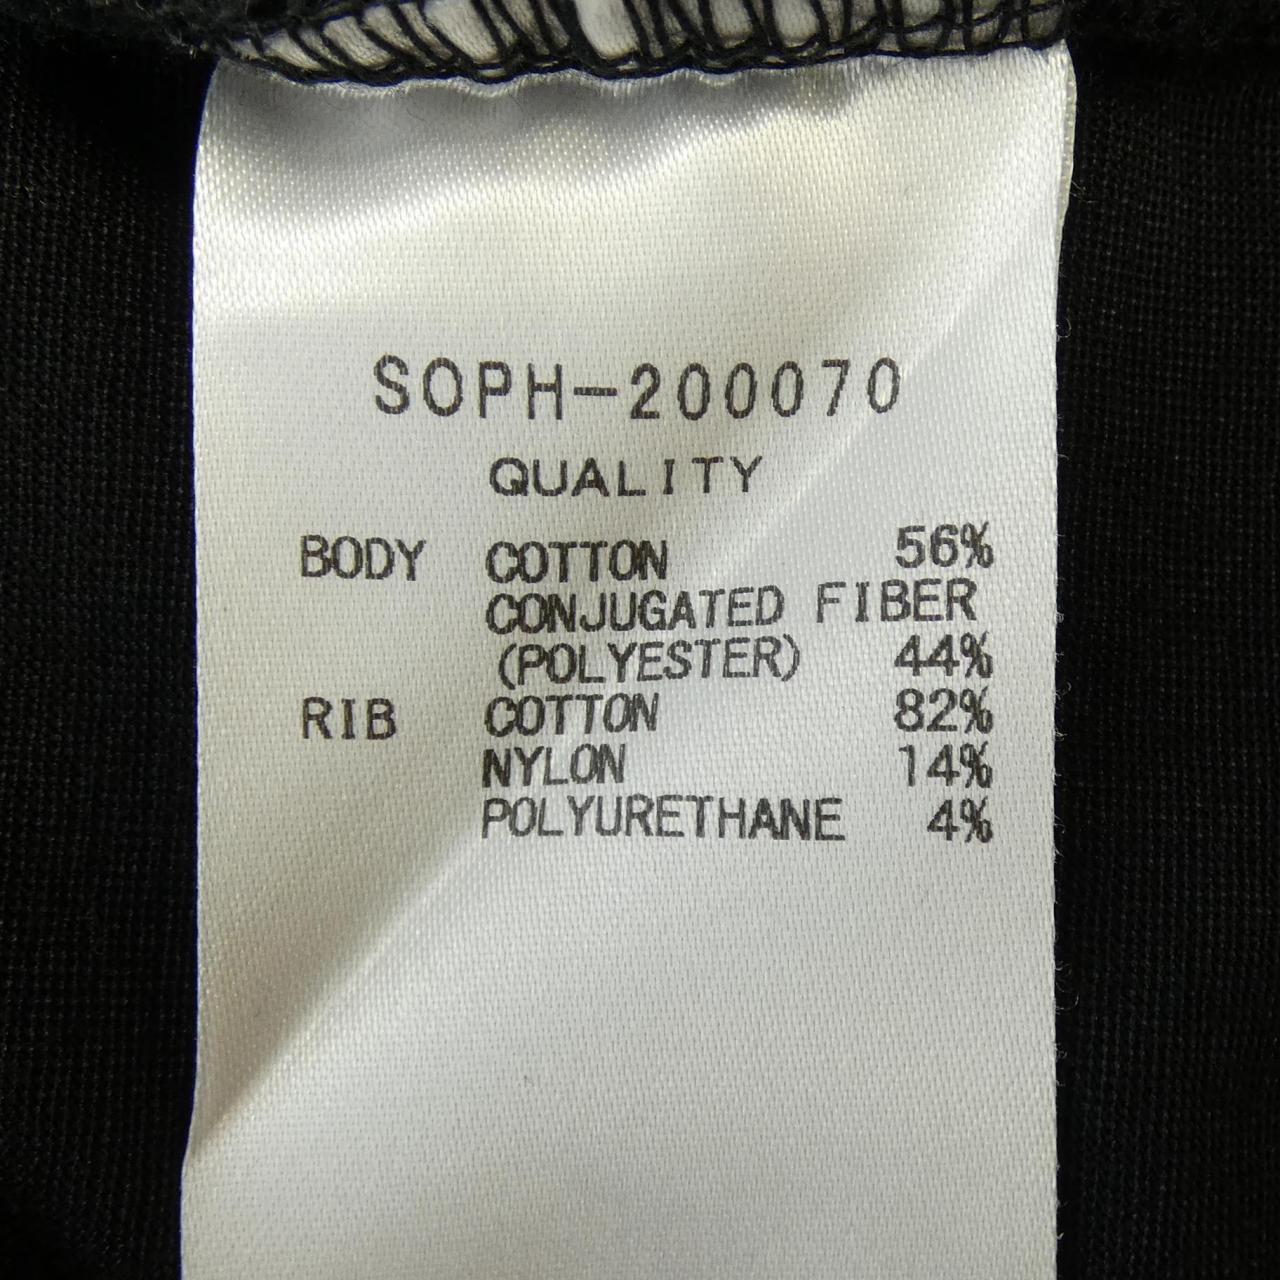 SOPH-200070
QUALITY
BODY COTTON 56%
CONJUGATED FIBER
(POLYESTER) 44%
RIB COTTON 82%
NYLON 14%
POLYURETHANE 4%